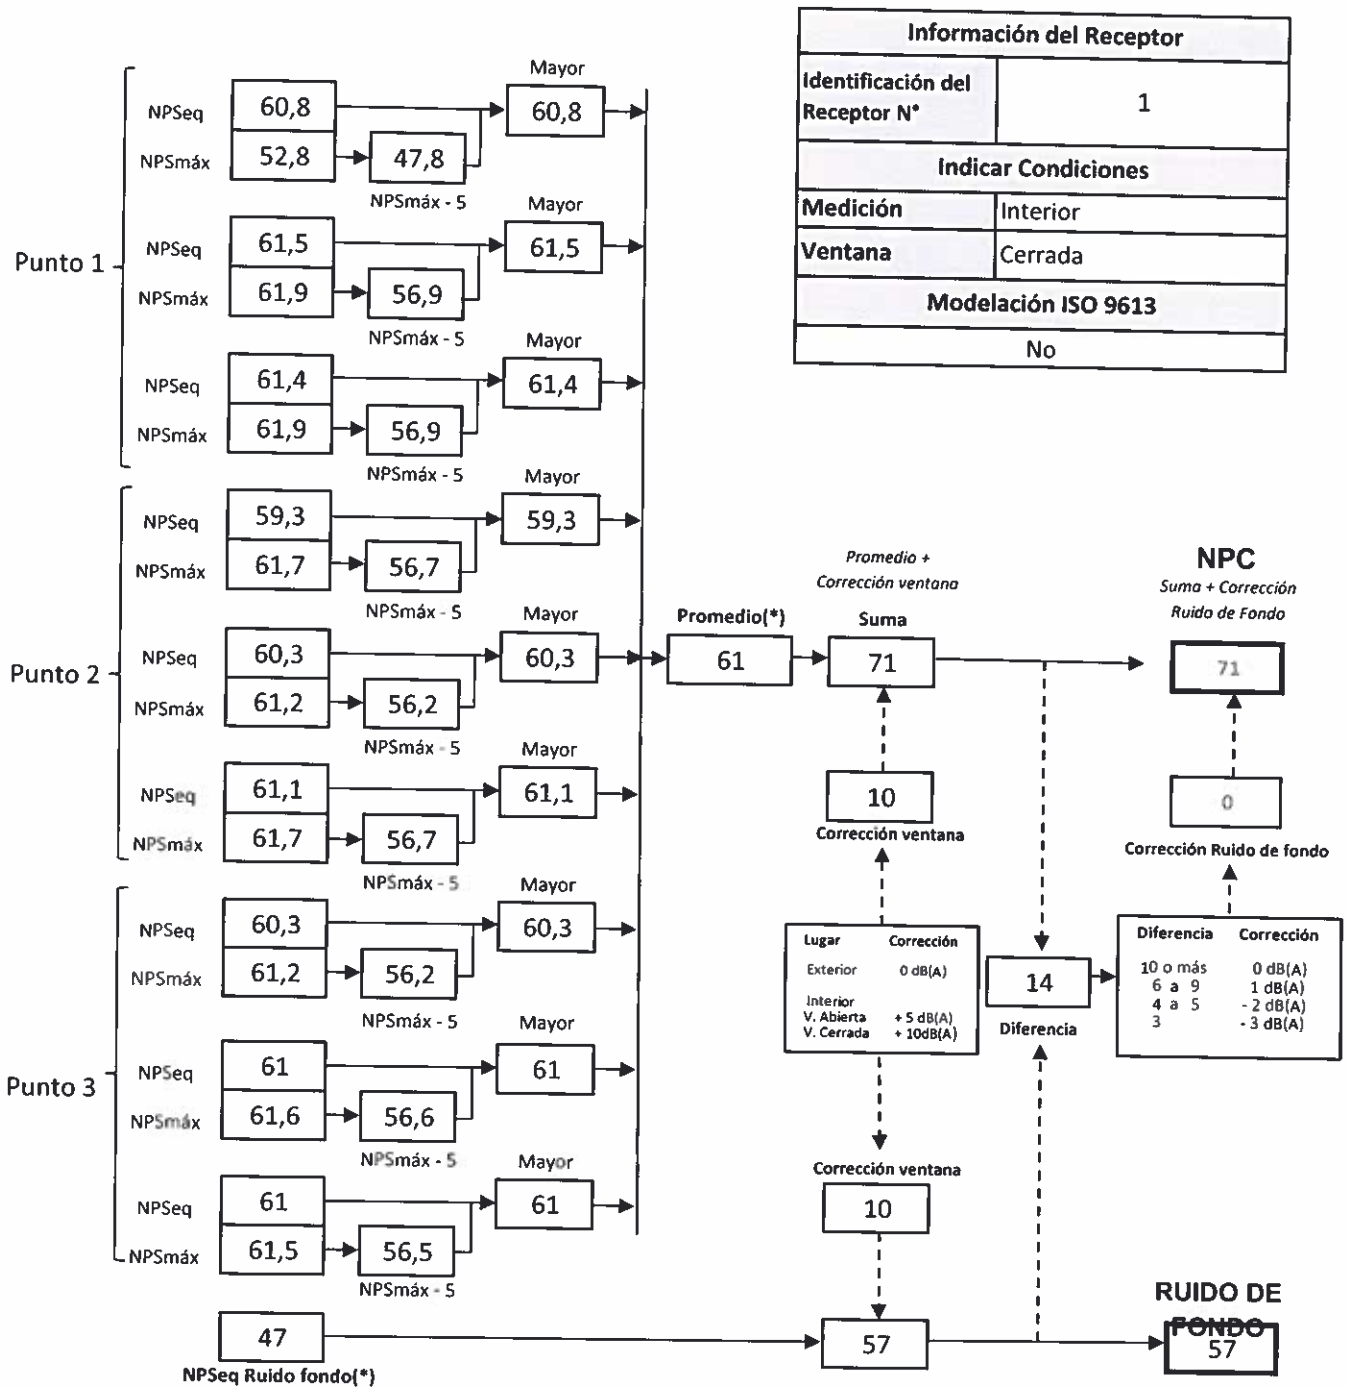 Información del Receptor
Identificación del
Receptor N°
1
Indicar Condiciones
Medición
Interior
Ventana
Cerrada
Modelación ISO 9613
No
Punto 1
Mayor
NPSeq
60,8
60,8
NPSmáx
52,8
47,8
NPSmáx - 5
Mayor
NPSeq
61,5
61,5
NPSmáx
61,9
56,9
NPSmáx - 5
Mayor
NPSeq
61,4
61,4
NPSmáx
61,9
56,9
NPSmáx - 5
Punto 2
Mayor
NPSeq
59,3
59,3
NPSmáx
61,7
56,7
NPSmáx - 5
Mayor
NPSeq
60,3
60,3
NPSmáx
61,2
56,2
NPSmáx - 5
Mayor
NPSeq
61,1
61,1
NPSmáx
61,7
56,7
NPSmáx - 5
Punto 3
Mayor
NPSeq
60,3
60,3
NPSmáx
61,2
56,2
NPSmáx - 5
Mayor
NPSeq
61
61
NPSmáx
61,6
56,6
NPSmáx - 5
Mayor
NPSeq
61
61
NPSmáx
61,5
56,5
NPSmáx - 5
47
NPSeq Ruido fondo(*)
Promedio(*)
61
Promedio +
Corrección ventana
Suma
71
10
Corrección ventana
Lugar Corrección
Exterior 0 dB(A)
Interior
V. Abierta + 5 dB(A)
V. Cerrada + 10dB(A)
Corrección ventana
10
57
14
Diferencia
NPC
Suma + Corrección
Ruido de Fondo
71
0
Corrección Ruido de fondo
Diferencia Corrección
10 o más 0 dB(A)
6 a 9 1 dB(A)
4 a 5 - 2 dB(A)
3 - 3 dB(A)
RUIDO DE
FONDO
57